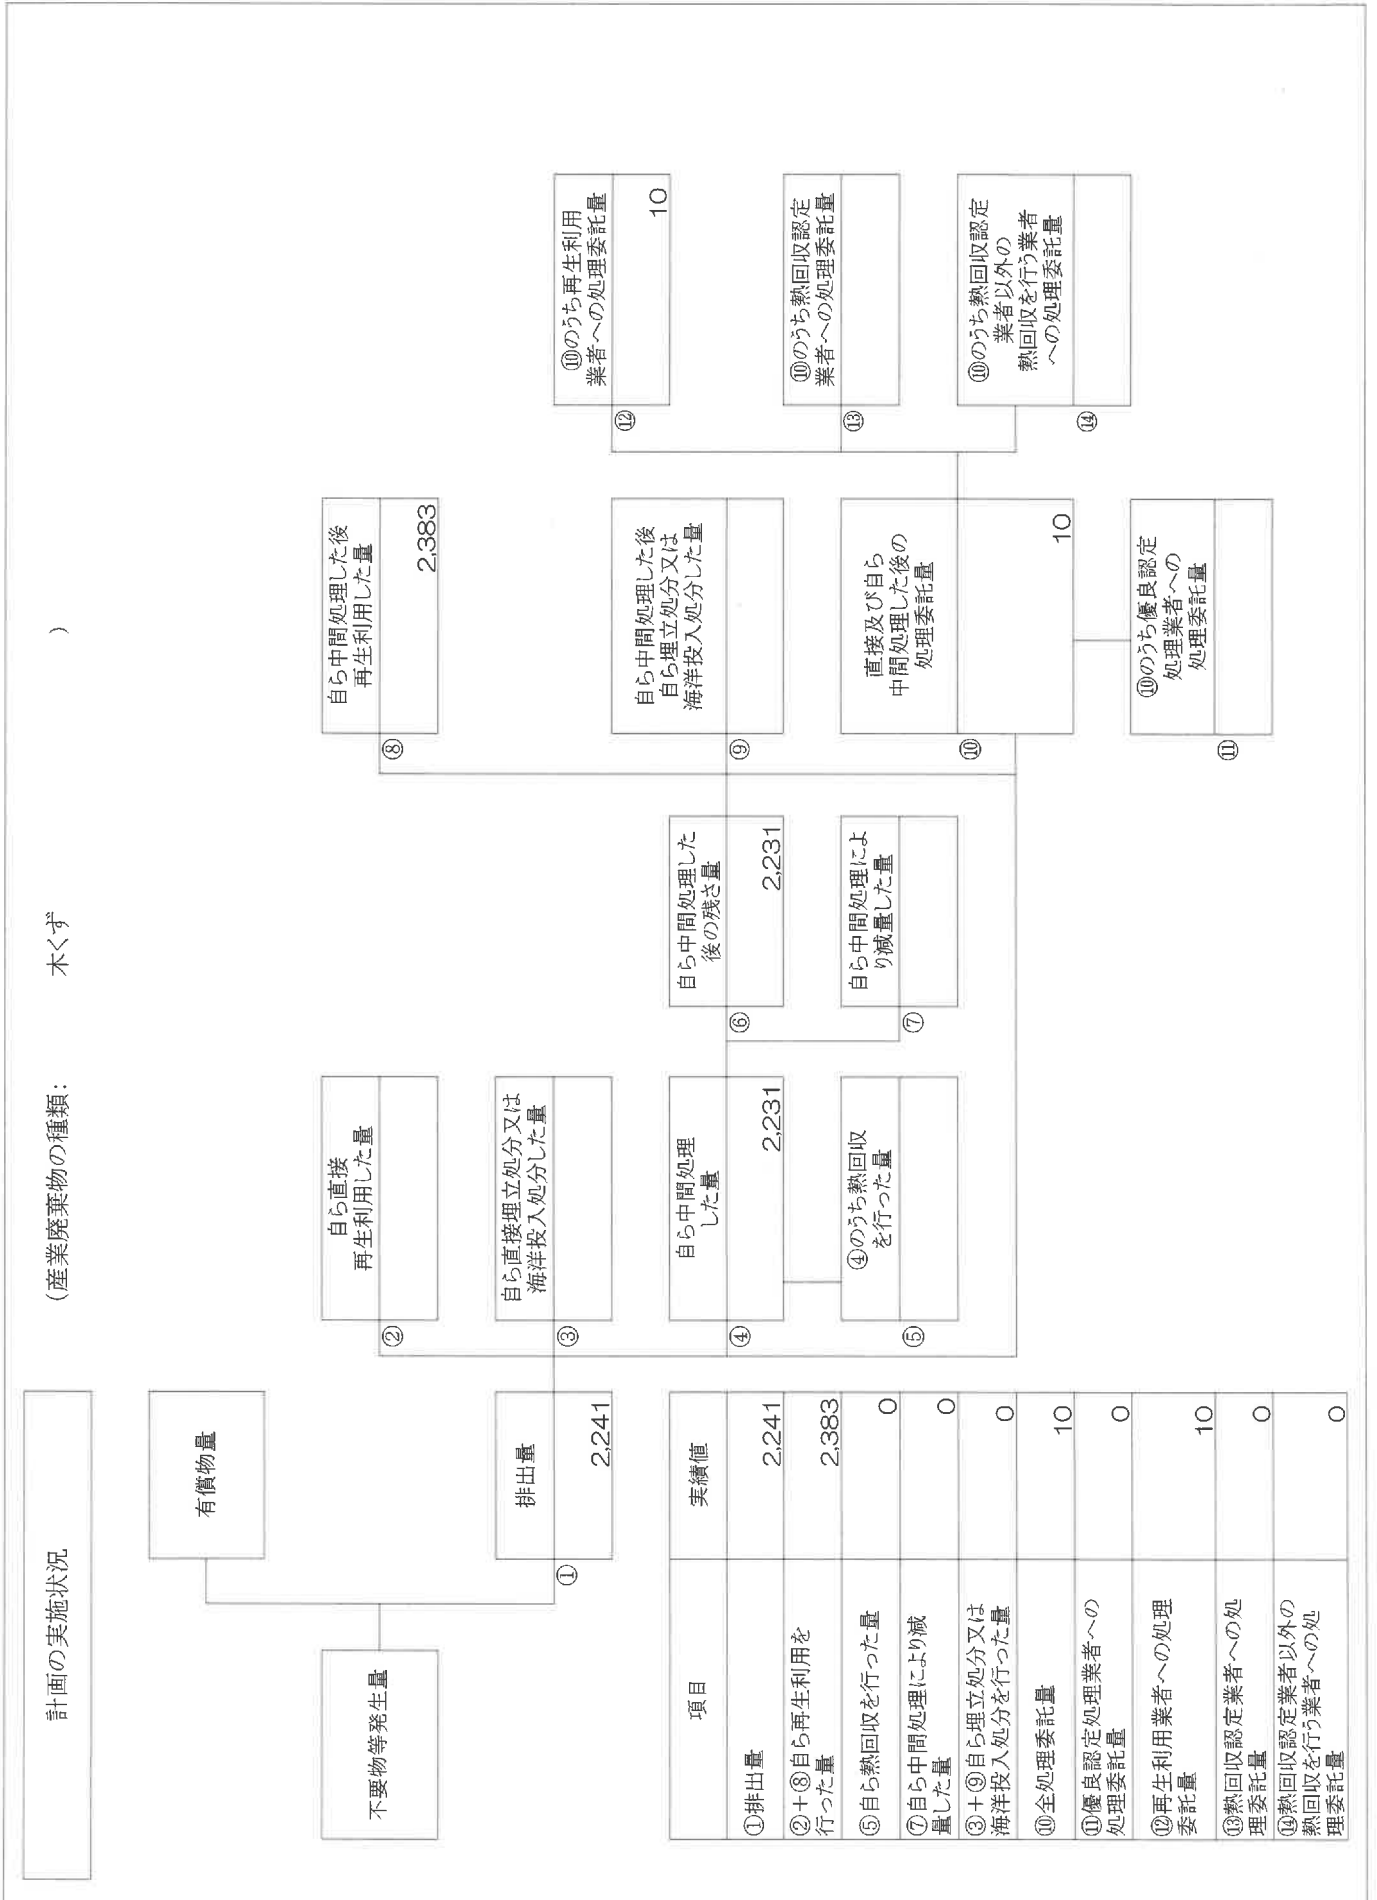 計画の実施状況
(産業廃棄物の種類: 木くず )
不要物等発生量
有償物量
①
排出量
2,241
②
自ら直接
再生利用した量
③
自ら直接埋立処分又は
海洋投入処分した量
④
自ら中間処理
した量
2,231
⑤
④のうち熱回収
を行った量
⑥
自ら中間処理した
後の残さ量
2,231
⑦
自ら中間処理によ
り減量した量
⑧
自ら中間処理した後
再生利用した量
2,383
⑨
自ら中間処理した後
自ら埋立処分又は
海洋投入処分した量
⑩
直接及び自ら
中間処理した後の
処理委託量
10
⑪
⑩のうち優良認定
処理業者への
処理委託量
⑫
⑩のうち再生利用
業者への処理委託量
10
⑬
⑩のうち熱回収認定
業者への処理委託量
⑭
⑩のうち熱回収認定
業者以外の
熱回収を行う業者
への処理委託量
項目 実績値
①排出量 2,241
②+⑧自ら再生利用を
行った量 2,383
⑤自ら熱回収を行った量 0
⑦自ら中間処理により減
量した量 0
③+⑨自ら埋立処分又は
海洋投入処分を行った量 0
⑩全処理委託量 10
⑪優良認定処理業者への
処理委託量 0
⑫再生利用業者への処理
委託量 10
⑬熱回収認定業者への処
理委託量 0
⑭熱回収認定業者以外の
熱回収を行う業者への処
理委託量 0